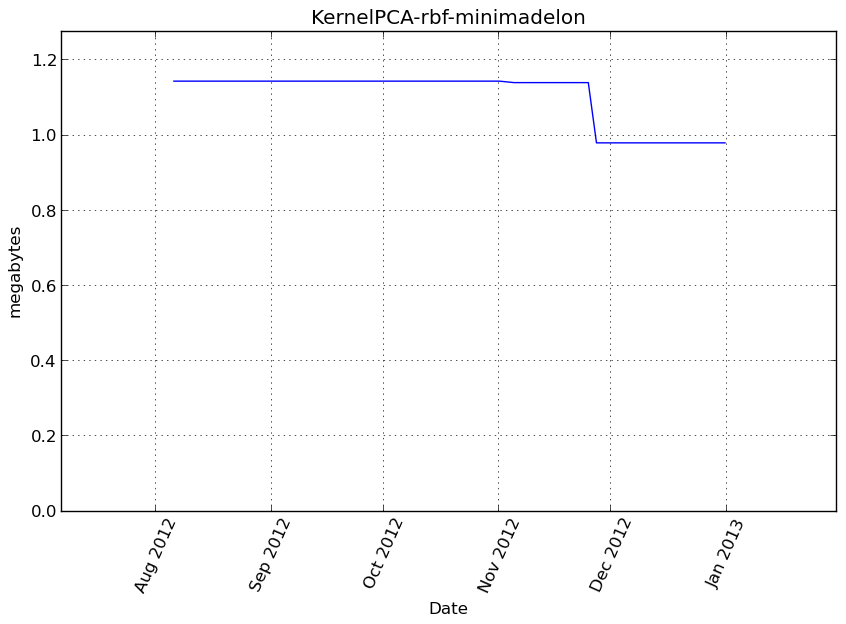 KernelPCA-rbf-minimadelon
1.2
1.0
0.8
0.6
0.4
0.2
0.0
megabytes
Aug 2012
Sep 2012
Oct 2012
Nov 2012
Dec 2012
Jan 2013
Date